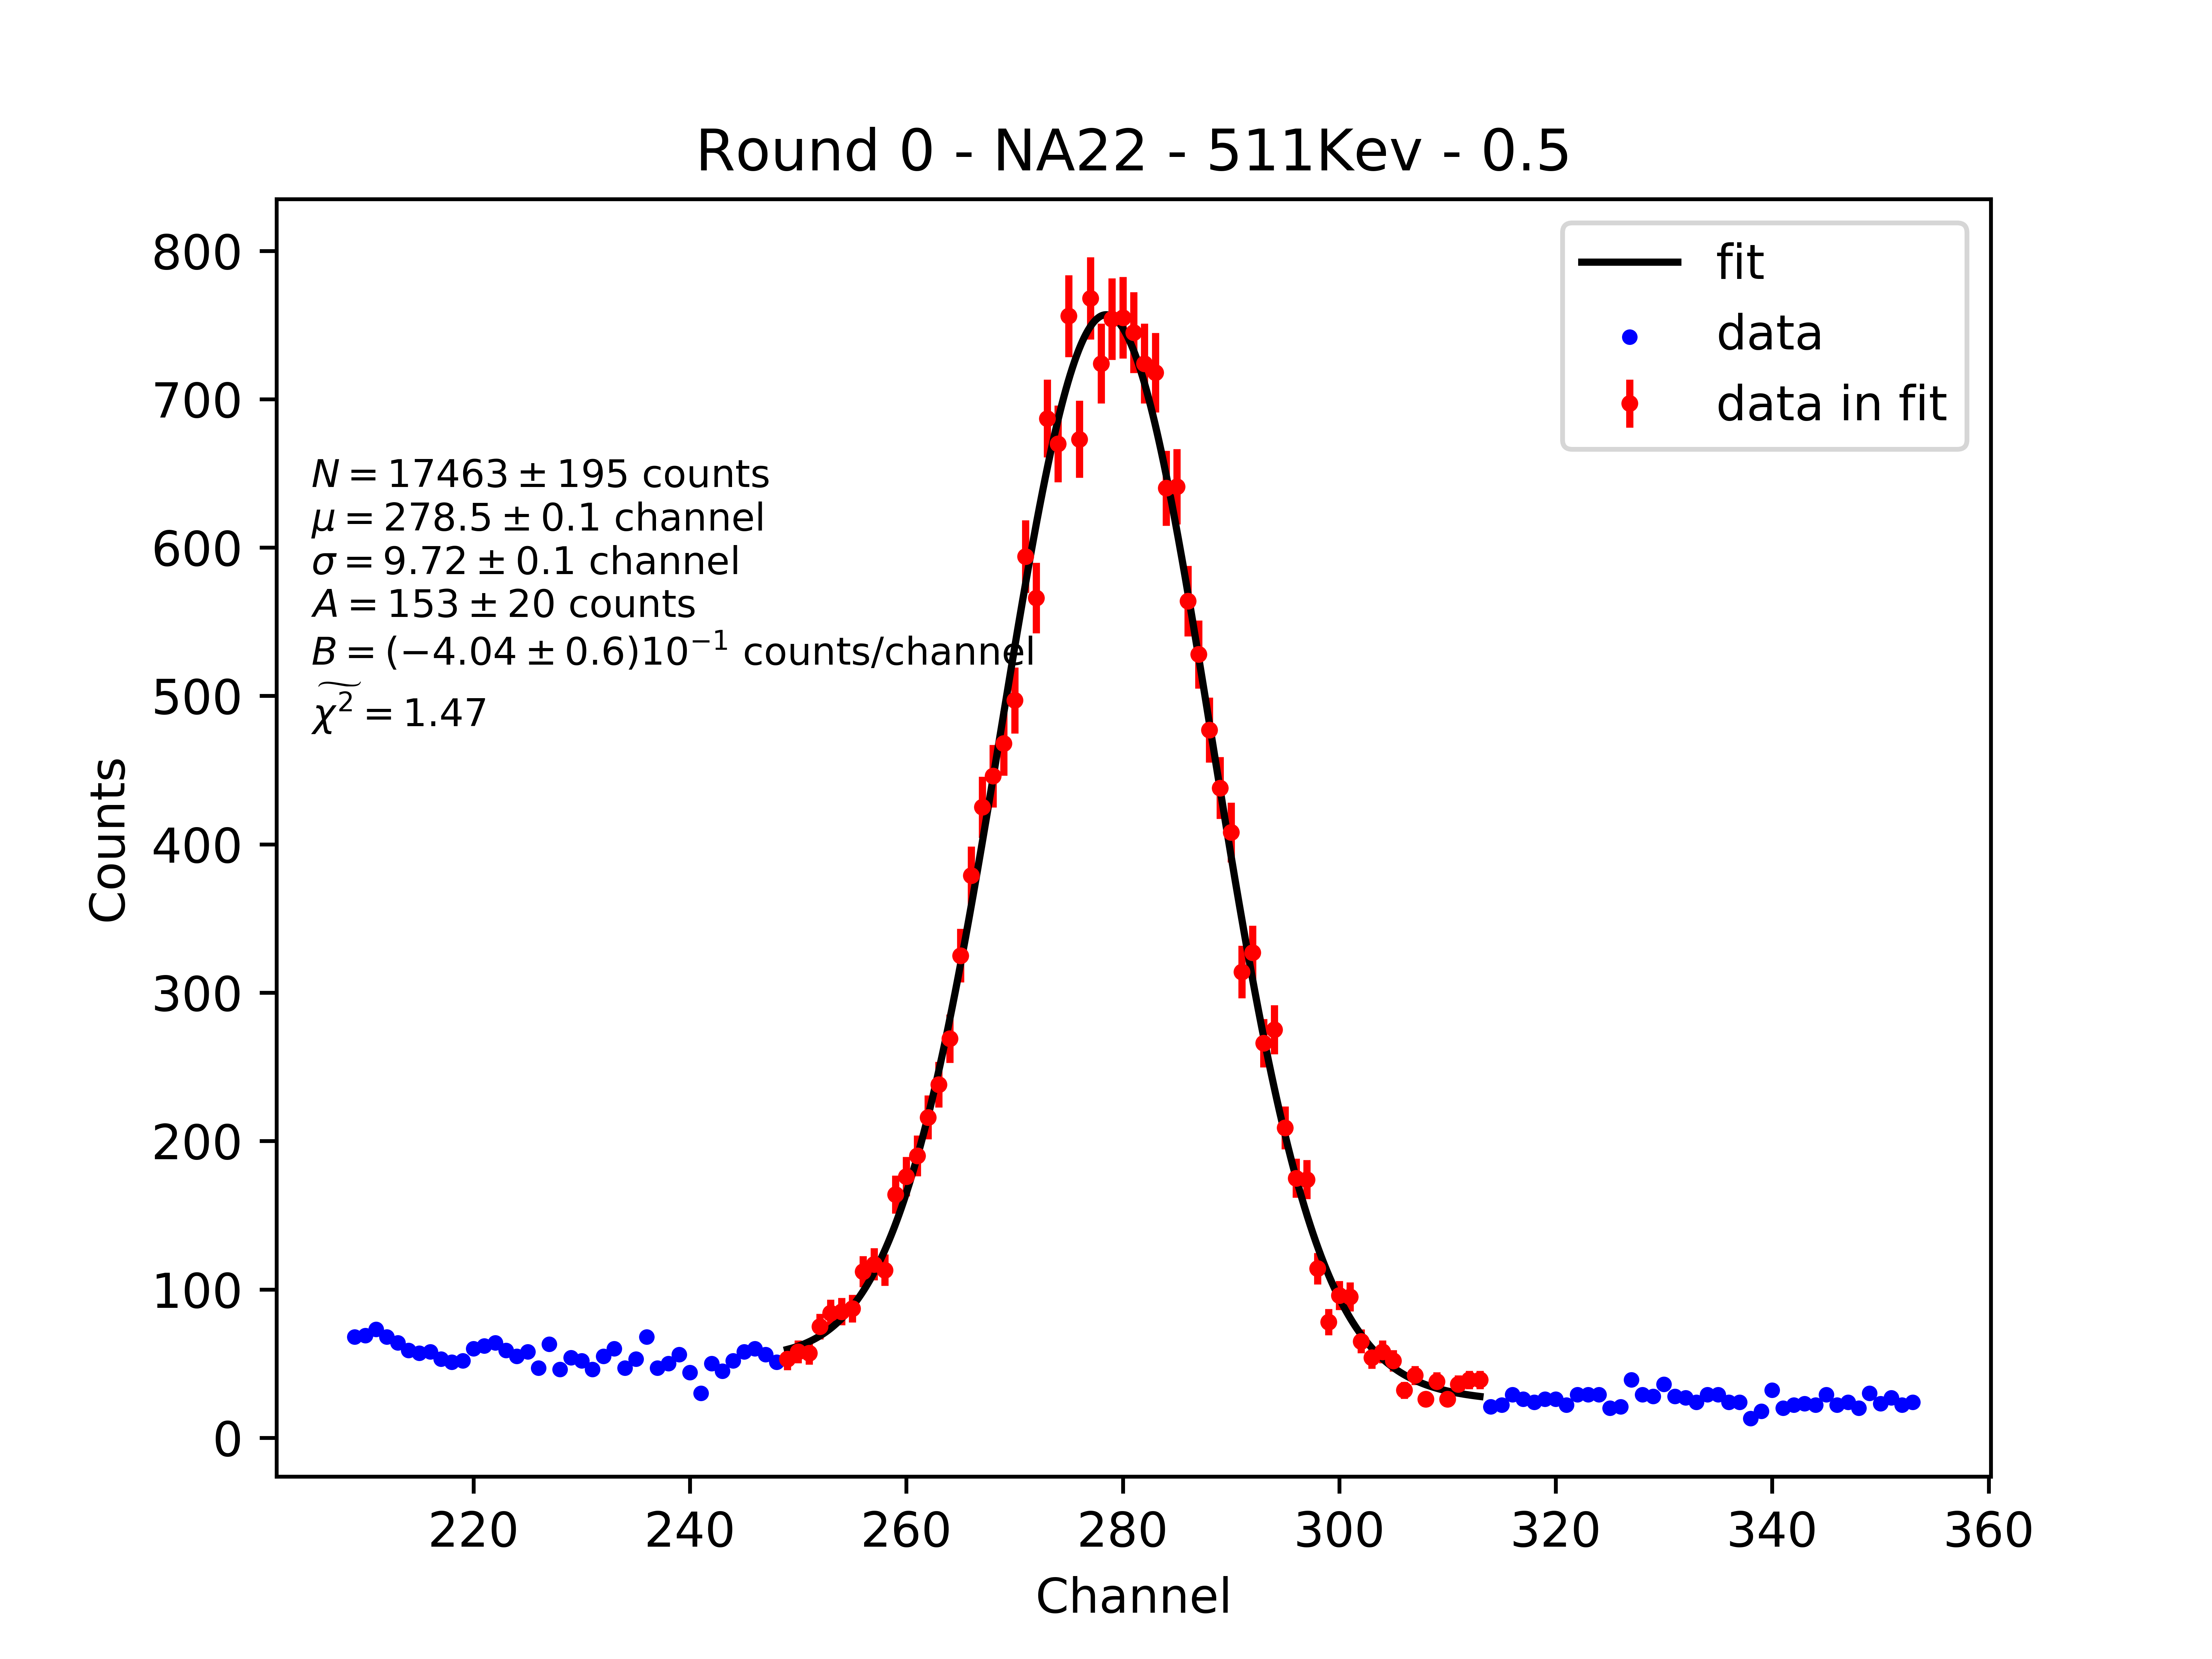 Round 0 - NA22 - 511Kev - 0.5
800
700
600
500
400
300
200
100
0
Counts
fit
data
data in fit
N = 17463 ± 195 counts
μ = 278.5 ± 0.1 channel
σ = 9.72 ± 0.1 channel
A = 153 ± 20 counts
B = (−4.04 ± 0.6)10⁻¹ counts/channel
χ̃² = 1.47
220 240 260 280 300 320 340 360
Channel